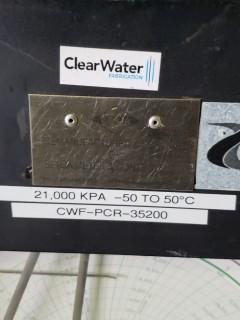 ClearWater
FABRICATION
21,000 KPA -50 TO 50°C
CWF-PCR-35200